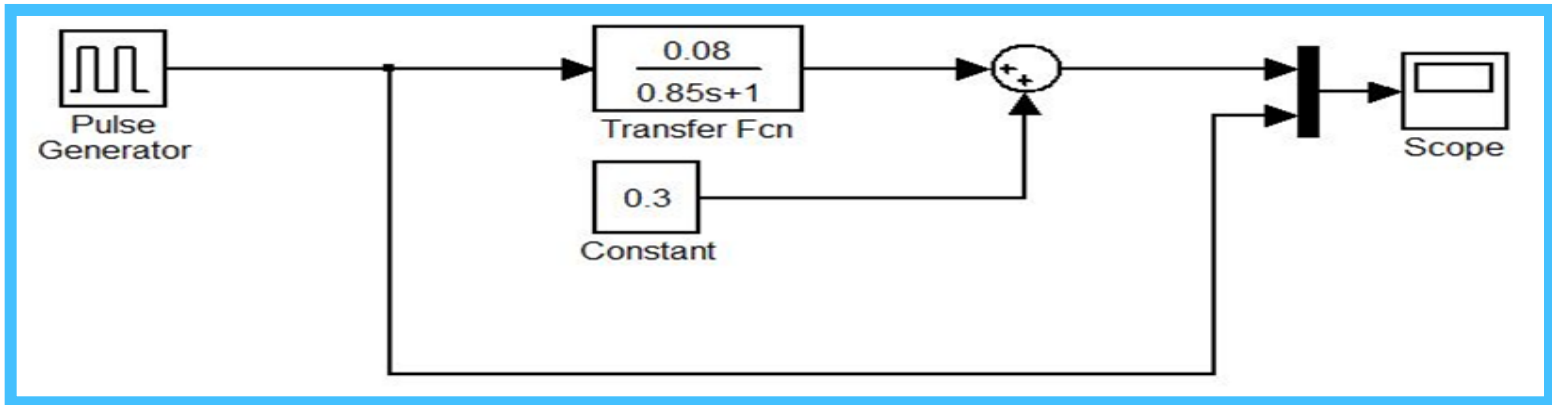 Pulse
Generator
0.08
0.85s+1
Transfer Fcn
0.3
Constant
+
+
Scope